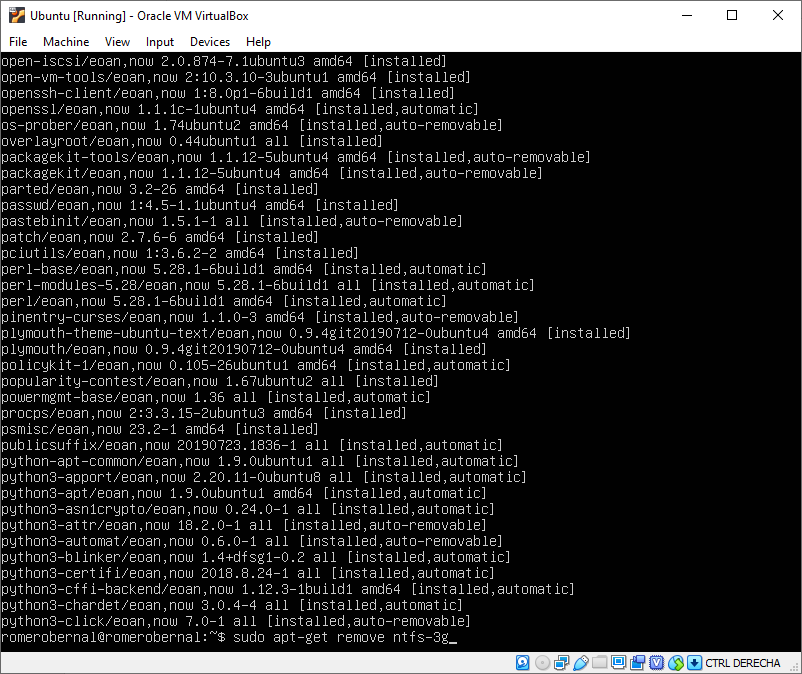 Ubuntu [Running] - Oracle VM VirtualBox
File Machine View Input Devices Help
open-iscsi/eoan,now 2.0.874-7.1ubuntu3 amd64 [installed]
open-vm-tools/eoan,now 2:10.3.10-3ubuntu1 amd64 [installed]
openssh-client/eoan,now 1:8.0p1-6build1 amd64 [installed]
openssl/eoan,now 1.1.1c-1ubuntu4 amd64 [installed,automatic]
os-prober/eoan,now 1.74ubuntu2 amd64 [installed,auto-removable]
overlayroot/eoan,now 0.44ubuntu1 all [installed]
packagekit-tools/eoan,now 1.1.12-5ubuntu4 amd64 [installed,auto-removable]
packagekit/eoan,now 1.1.12-5ubuntu4 amd64 [installed,auto-removable]
parted/eoan,now 3.2-26 amd64 [installed]
passwd/eoan,now 1:4.5-1.1ubuntu4 amd64 [installed]
pastebinit/eoan,now 1.5.1-1 all [installed,auto-removable]
patch/eoan,now 2.7.6-6 amd64 [installed]
pciutils/eoan,now 1:3.6.2-2 amd64 [installed]
perl-base/eoan,now 5.28.1-6build1 amd64 [installed,automatic]
perl-modules-5.28/eoan,now 5.28.1-6build1 all [installed,automatic]
perl/eoan,now 5.28.1-6build1 amd64 [installed,automatic]
pinentry-curses/eoan,now 1.1.0-3 amd64 [installed,auto-removable]
plymouth-theme-ubuntu-text/eoan,now 0.9.4git20190712-0ubuntu4 amd64 [installed]
plymouth/eoan,now 0.9.4git20190712-0ubuntu4 amd64 [installed]
policykit-1/eoan,now 0.105-26ubuntu1 amd64 [installed,automatic]
popularity-contest/eoan,now 1.67ubuntu2 all [installed]
powermgmt-base/eoan,now 1.36 all [installed,automatic]
procps/eoan,now 2:3.3.15-2ubuntu3 amd64 [installed]
psmisc/eoan,now 23.2-1 amd64 [installed]
publicsuffix/eoan,now 20190723.1836-1 all [installed,automatic]
python-apt-common/eoan,now 1.9.0ubuntu1 all [installed,automatic]
python3-apport/eoan,now 2.20.11-0ubuntu8 all [installed,automatic]
python3-apt/eoan,now 1.9.0ubuntu1 amd64 [installed,automatic]
python3-asn1crypto/eoan,now 0.24.0-1 all [installed,automatic]
python3-attr/eoan,now 18.2.0-1 all [installed,auto-removable]
python3-automat/eoan,now 0.6.0-1 all [installed,auto-removable]
python3-blinker/eoan,now 1.4+dfsg1-0.2 all [installed,automatic]
python3-certifi/eoan,now 2018.8.24-1 all [installed,automatic]
python3-cffi-backend/eoan,now 1.12.3-1build1 amd64 [installed,automatic]
python3-chardet/eoan,now 3.0.4-4 all [installed,automatic]
python3-click/eoan,now 7.0-1 all [installed,auto-removable]
romerobernal@romerobernal:~$ sudo apt-get remove ntfs-3g_
CTRL DERECHA